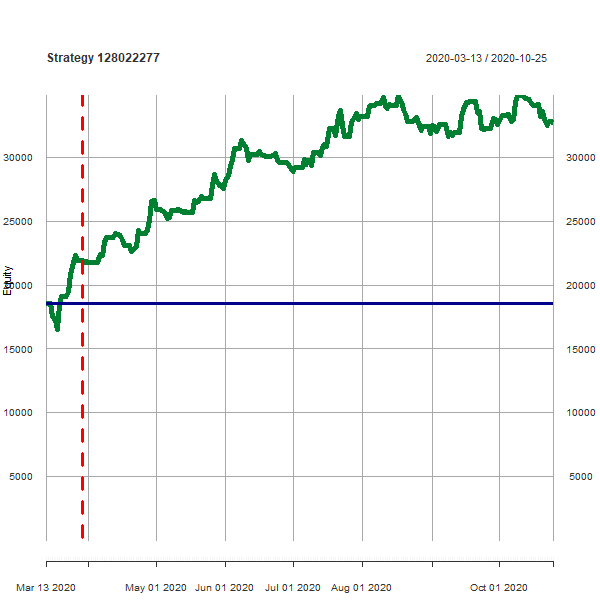 Strategy 128022277
2020-03-13 / 2020-10-25
30000
30000
25000
25000
Equity
20000
20000
15000
15000
10000
10000
5000
5000
Mar 13 2020
May 01 2020
Jun 01 2020
Jul 01 2020
Aug 01 2020
Oct 01 2020